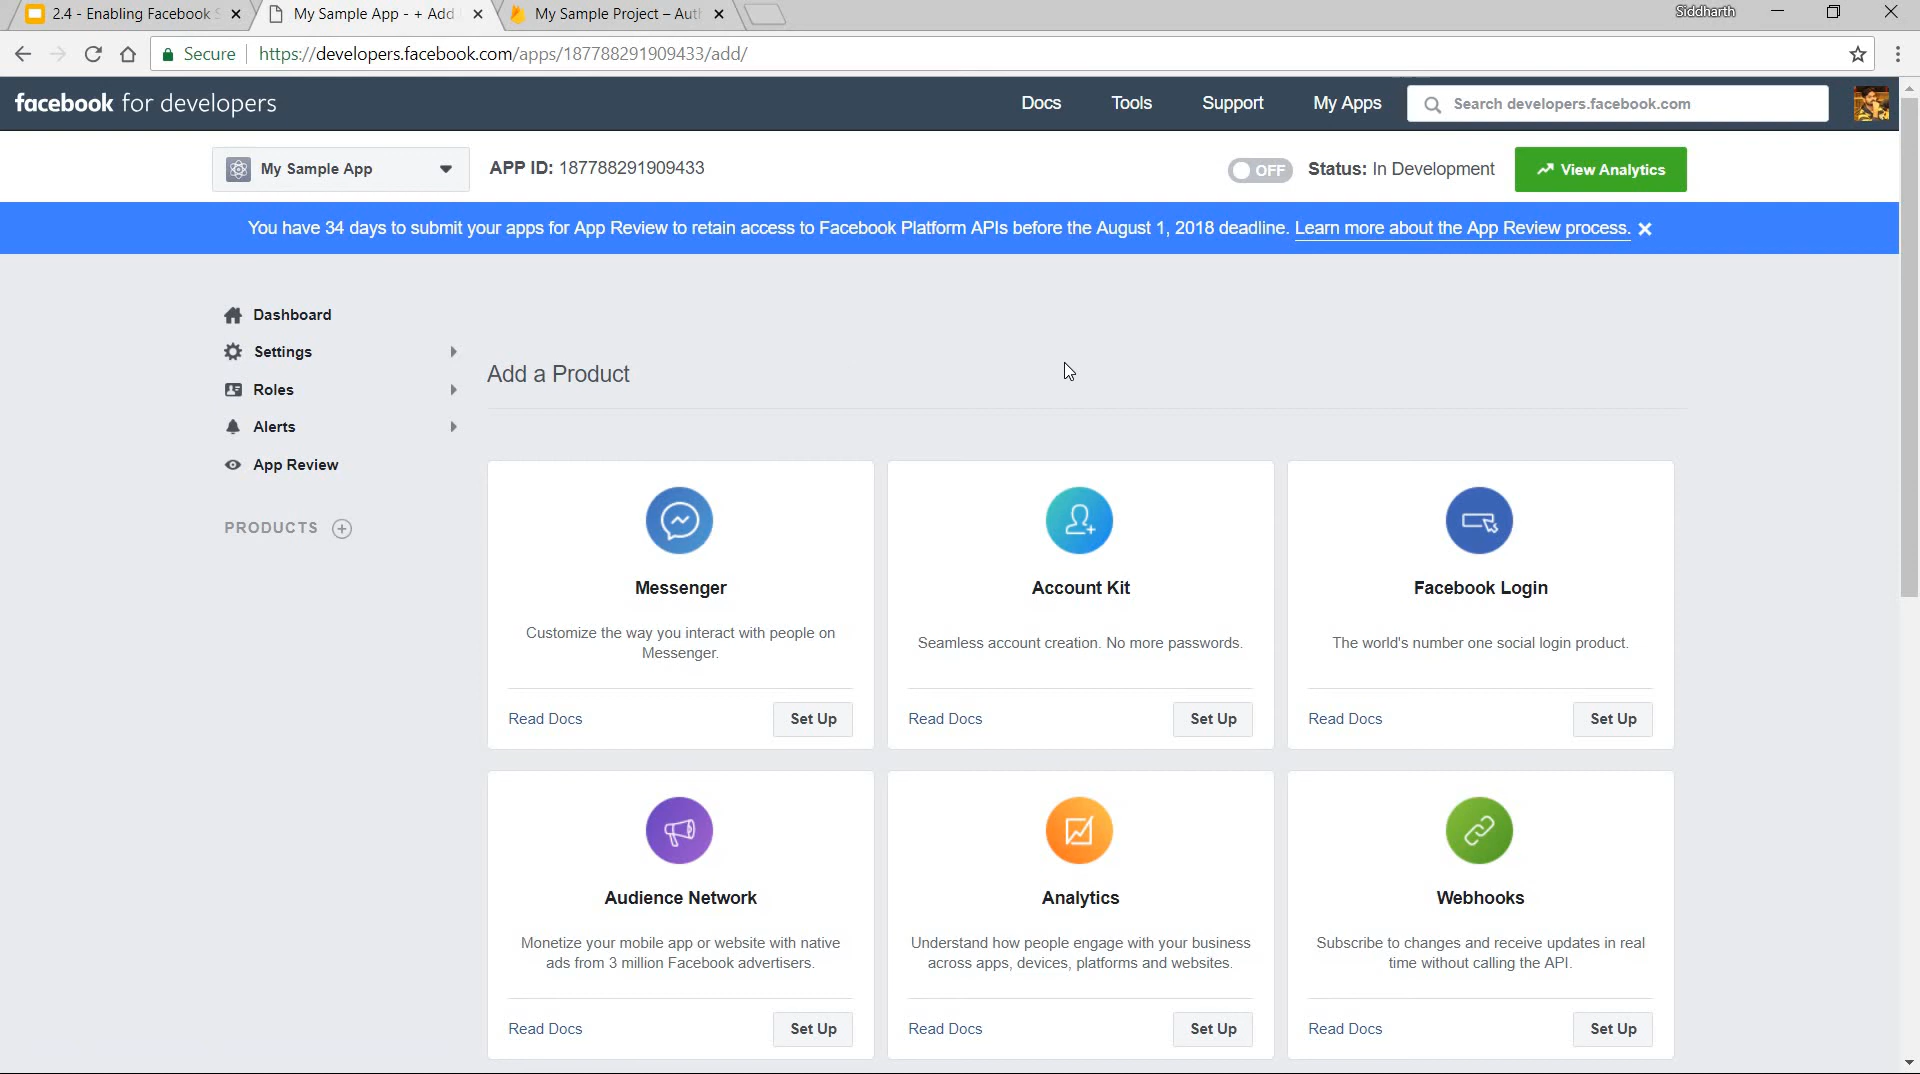 2.4 - Enabling Facebook S
My Sample App - + Add
My Sample Project – Auth
Siddharth
Secure
https://developers.facebook.com/apps/187788291909433/add/
facebook for developers
Docs
Tools
Support
My Apps
Search developers.facebook.com
My Sample App
APP ID: 187788291909433
OFF
Status: In Development
View Analytics
You have 34 days to submit your apps for App Review to retain access to Facebook Platform APIs before the August 1, 2018 deadline. Learn more about the App Review process.
Dashboard
Settings
Roles
Alerts
App Review
PRODUCTS
Add a Product
Messenger
Customize the way you interact with people on
Messenger.
Read Docs
Set Up
Account Kit
Seamless account creation. No more passwords.
Read Docs
Set Up
Facebook Login
The world's number one social login product.
Read Docs
Set Up
Audience Network
Monetize your mobile app or website with native
ads from 3 million Facebook advertisers.
Read Docs
Set Up
Analytics
Understand how people engage with your business
across apps, devices, platforms and websites.
Read Docs
Set Up
Webhooks
Subscribe to changes and receive updates in real
time without calling the API.
Read Docs
Set Up